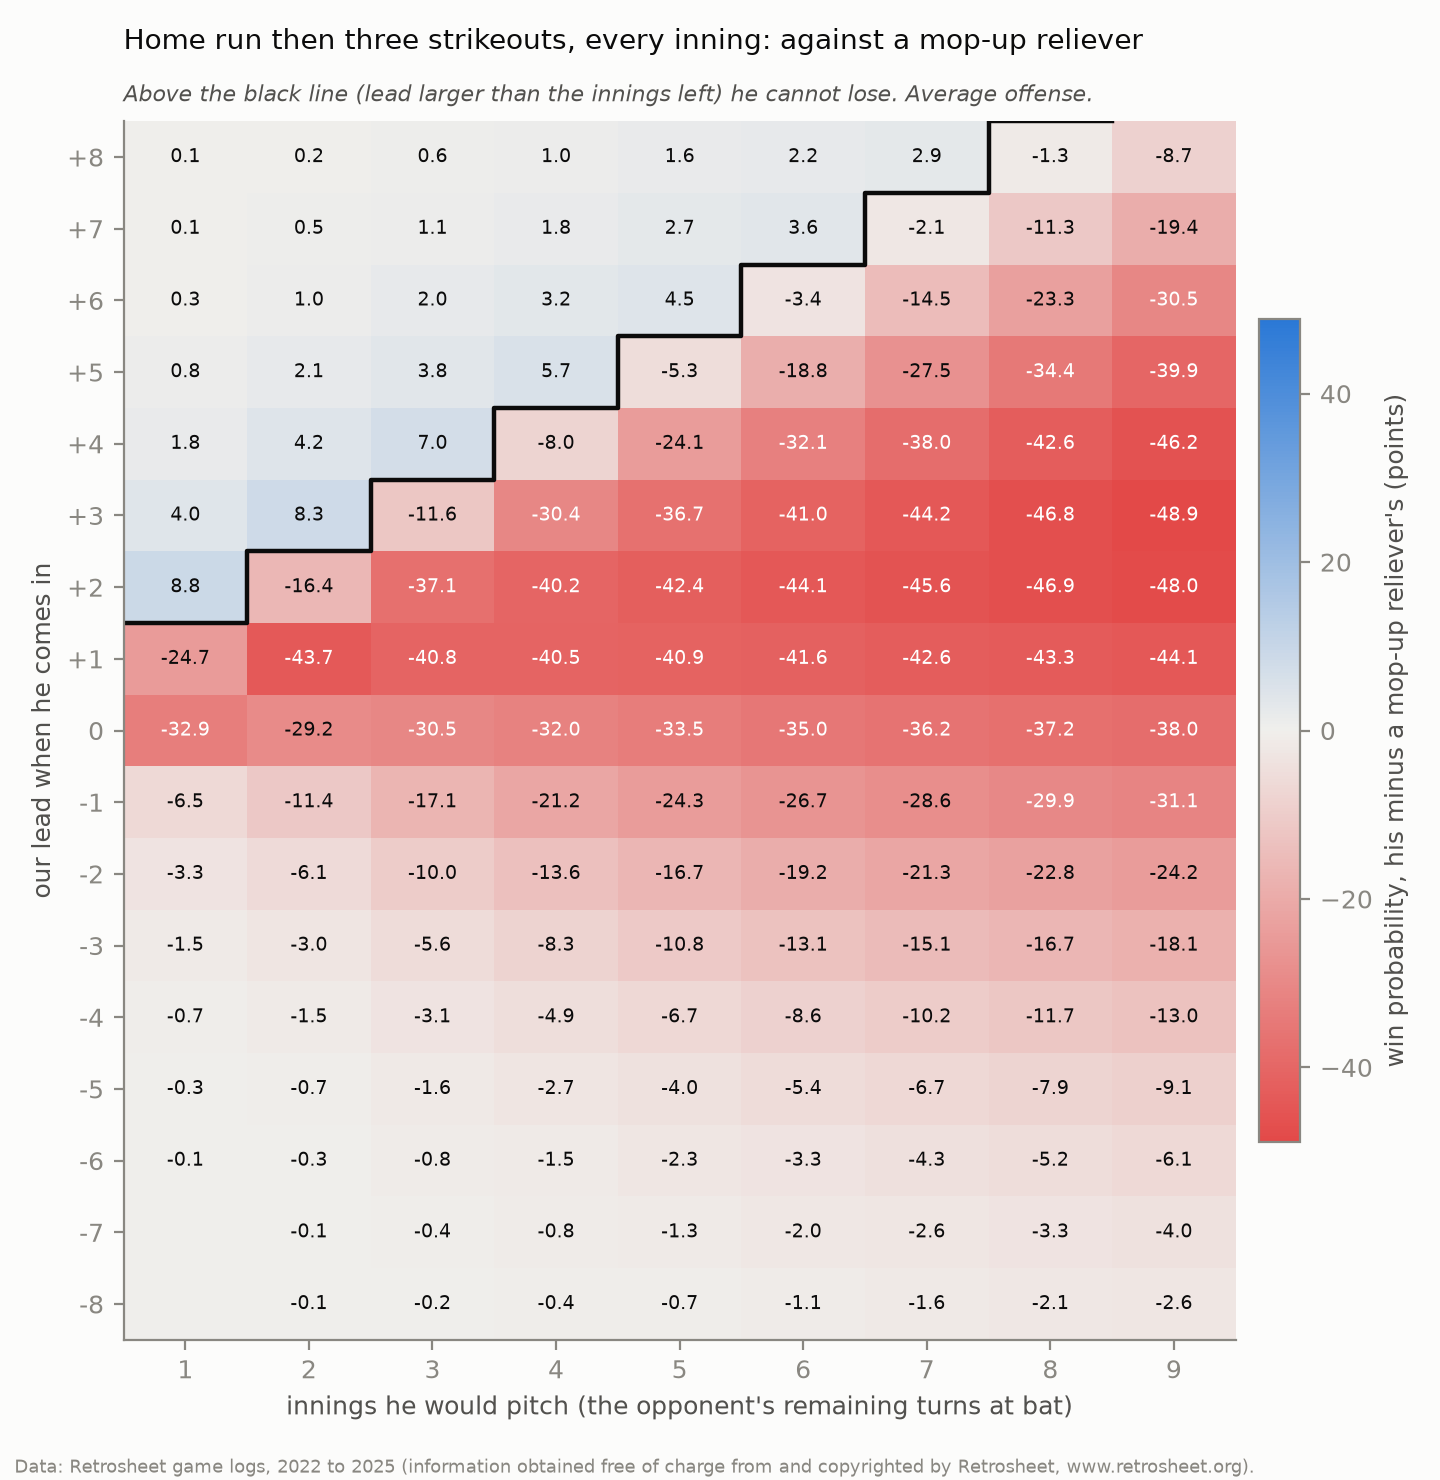 Home run then three strikeouts, every inning: against a mop-up reliever
Above the black line (lead larger than the innings left) he cannot lose. Average offense.
+8 0.1 0.2 0.6 1.0 1.6 2.2 2.9 -1.3 -8.7
+7 0.1 0.5 1.1 1.8 2.7 3.6 -2.1 -11.3 -19.4
+6 0.3 1.0 2.0 3.2 4.5 -3.4 -14.5 -23.3 -30.5
+5 0.8 2.1 3.8 5.7 -5.3 -18.8 -27.5 -34.4 -39.9
+4 1.8 4.2 7.0 -8.0 -24.1 -32.1 -38.0 -42.6 -46.2
+3 4.0 8.3 -11.6 -30.4 -36.7 -41.0 -44.2 -46.8 -48.9
+2 8.8 -16.4 -37.1 -40.2 -42.4 -44.1 -45.6 -46.9 -48.0
+1 -24.7 -43.7 -40.8 -40.5 -40.9 -41.6 -42.6 -43.3 -44.1
0 -32.9 -29.2 -30.5 -32.0 -33.5 -35.0 -36.2 -37.2 -38.0
-1 -6.5 -11.4 -17.1 -21.2 -24.3 -26.7 -28.6 -29.9 -31.1
-2 -3.3 -6.1 -10.0 -13.6 -16.7 -19.2 -21.3 -22.8 -24.2
-3 -1.5 -3.0 -5.6 -8.3 -10.8 -13.1 -15.1 -16.7 -18.1
-4 -0.7 -1.5 -3.1 -4.9 -6.7 -8.6 -10.2 -11.7 -13.0
-5 -0.3 -0.7 -1.6 -2.7 -4.0 -5.4 -6.7 -7.9 -9.1
-6 -0.1 -0.3 -0.8 -1.5 -2.3 -3.3 -4.3 -5.2 -6.1
-7 -0.1 -0.4 -0.8 -1.3 -2.0 -2.6 -3.3 -4.0
-8 -0.1 -0.2 -0.4 -0.7 -1.1 -1.6 -2.1 -2.6
1 2 3 4 5 6 7 8 9
innings he would pitch (the opponent's remaining turns at bat)
our lead when he comes in
40
20
0
−20
−40
win probability, his minus a mop-up reliever's (points)
Data: Retrosheet game logs, 2022 to 2025 (information obtained free of charge from and copyrighted by Retrosheet, www.retrosheet.org).